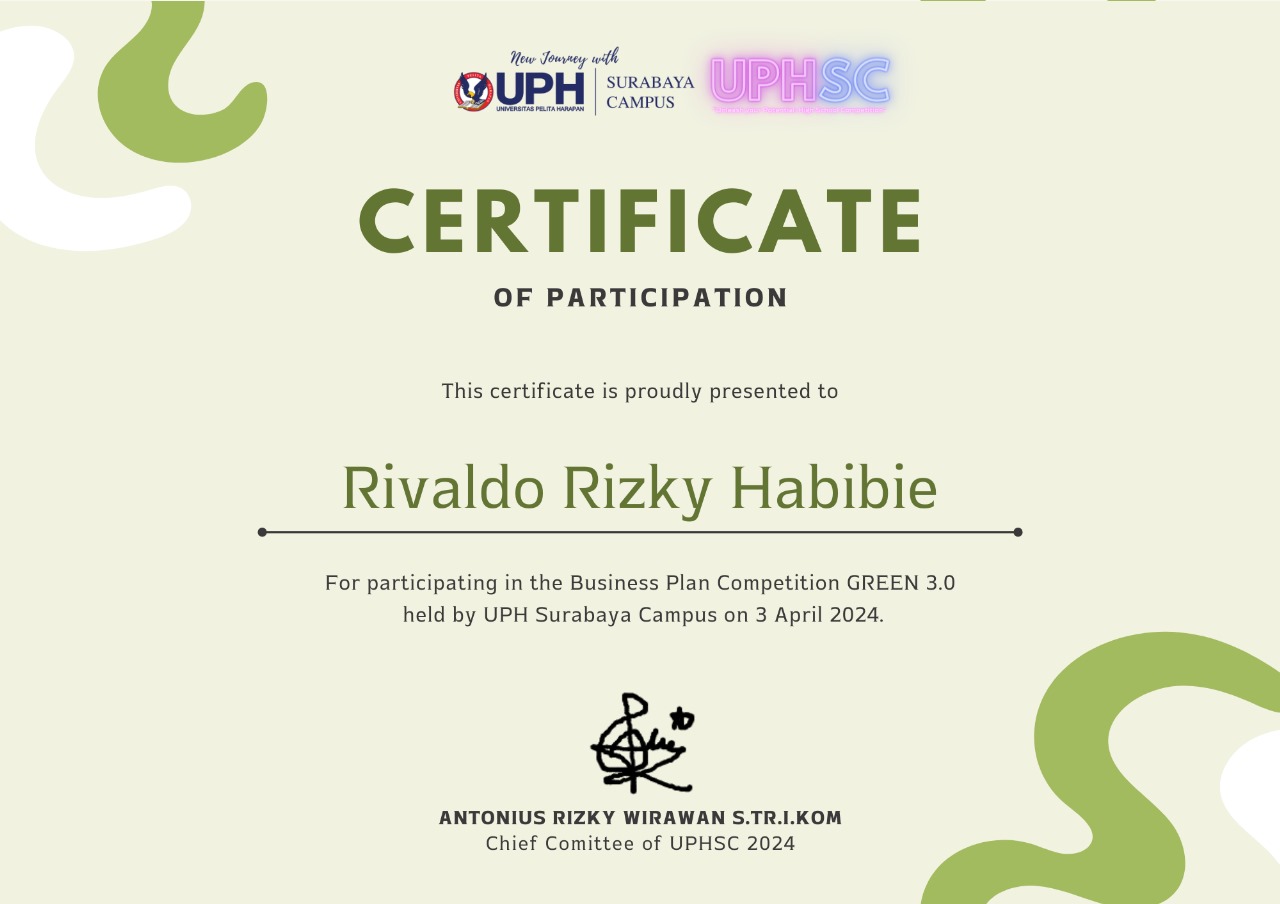 New Journey with
UPH
UNIVERSITAS PELITA HARAPAN
SURABAYA
CAMPUS
UPHSC
CERTIFICATE
OF PARTICIPATION
This certificate is proudly presented to
Rivaldo Rizky Habibie
For participating in the Business Plan Competition GREEN 3.0
held by UPH Surabaya Campus on 3 April 2024.
ANTONIUS RIZKY WIRAWAN S.TR.I.KOM
Chief Comittee of UPHSC 2024